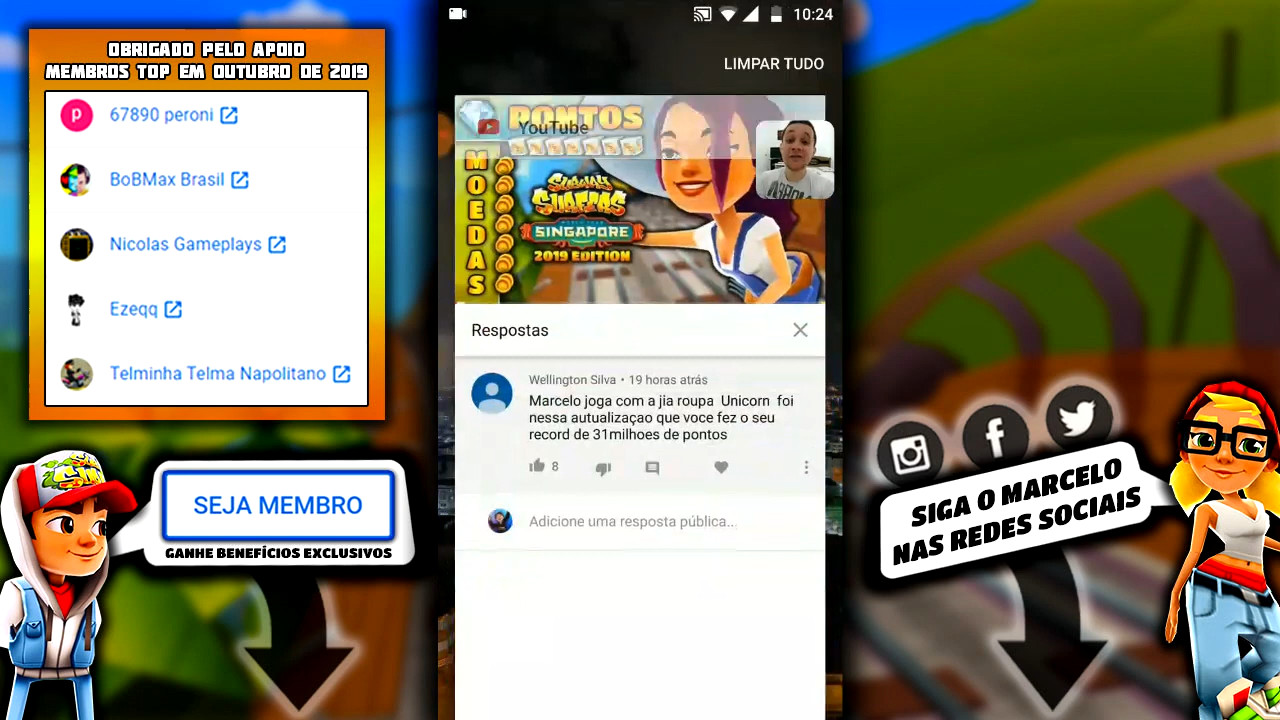 OBRIGADO PELO APOIO
MEMBROS TOP EM OUTUBRO DE 2019
P
67890 peroni
BoBMax Brasil
Nicolas Gameplays
Ezeqq
Telminha Telma Napolitano
SEJA MEMBRO
GANHE BENEFÍCIOS EXCLUSIVOS
10:24
LIMPAR TUDO
PONTOS
YouTube
MOEDAS
SUBWAY
SURFERS
WORLD TOUR
SINGAPORE
2019 EDITION
Respostas
Wellington Silva • 19 horas atrás
Marcelo joga com a jia roupa Unicorn foi
nessa autualizaçao que voce fez o seu
record de 31milhoes de pontos
8
Adicione uma resposta pública...
SIGA O MARCELO
NAS REDES SOCIAIS